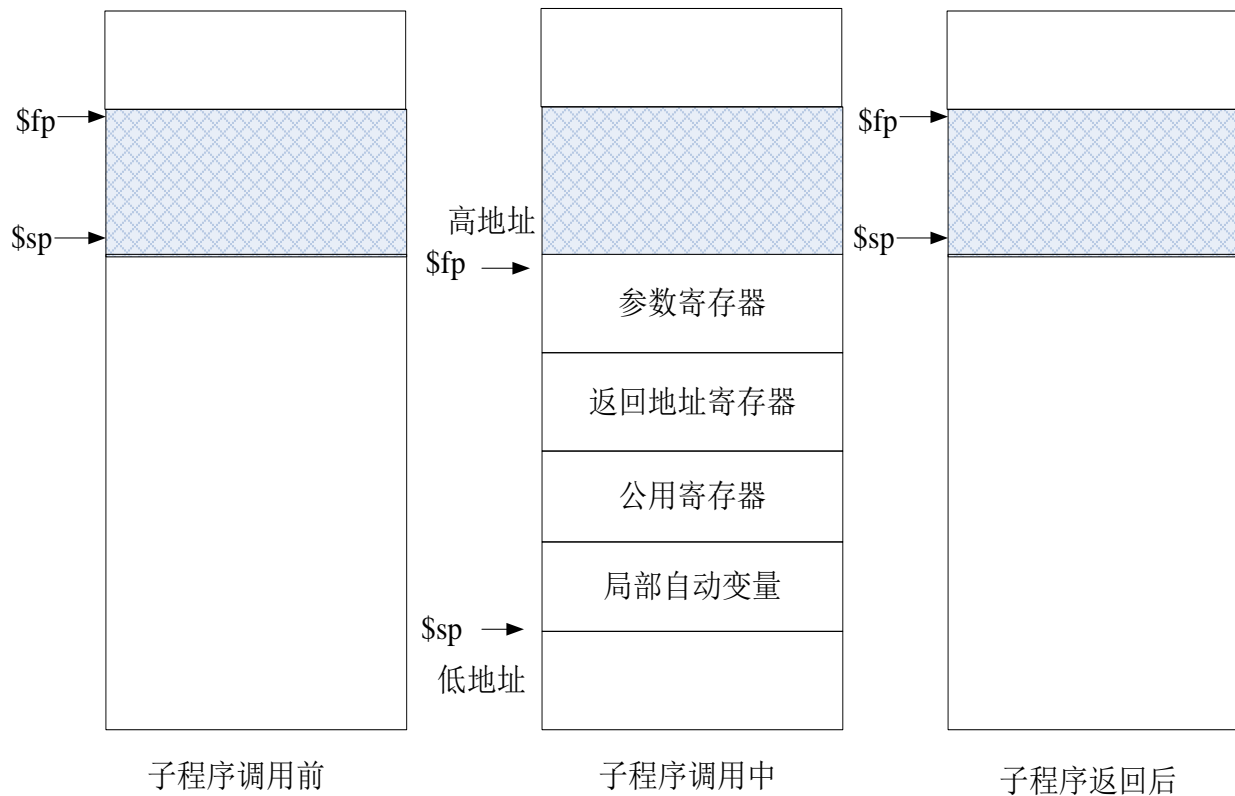 $fp
$sp
高地址
$fp
参数寄存器
返回地址寄存器
公用寄存器
局部自动变量
$sp
低地址
$fp
$sp
子程序调用前
子程序调用中
子程序返回后